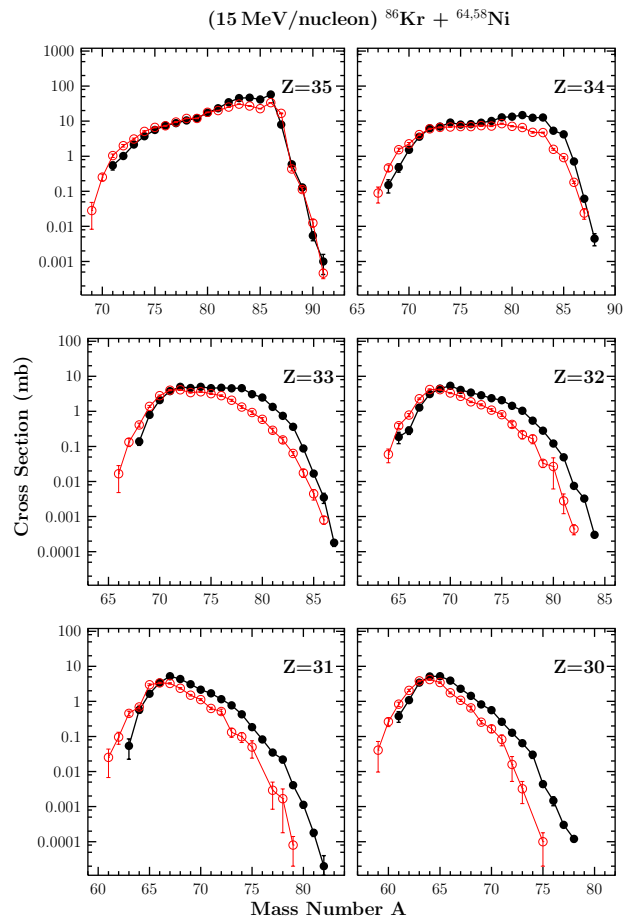 (15 MeV/nucleon) ⁸⁶Kr + ⁶⁴,⁵⁸Ni
1000
100
10
1
0.1
0.01
0.001
Z=35
70 75 80 85 90
Z=34
65 70 75 80 85 90
Cross Section (mb)
100
10
1
0.1
0.01
0.001
0.0001
Z=33
65 70 75 80 85
Z=32
65 70 75 80 85
100
10
1
0.1
0.01
0.001
0.0001
Z=31
60 65 70 75 80
Z=30
60 65 70 75 80
Mass Number A